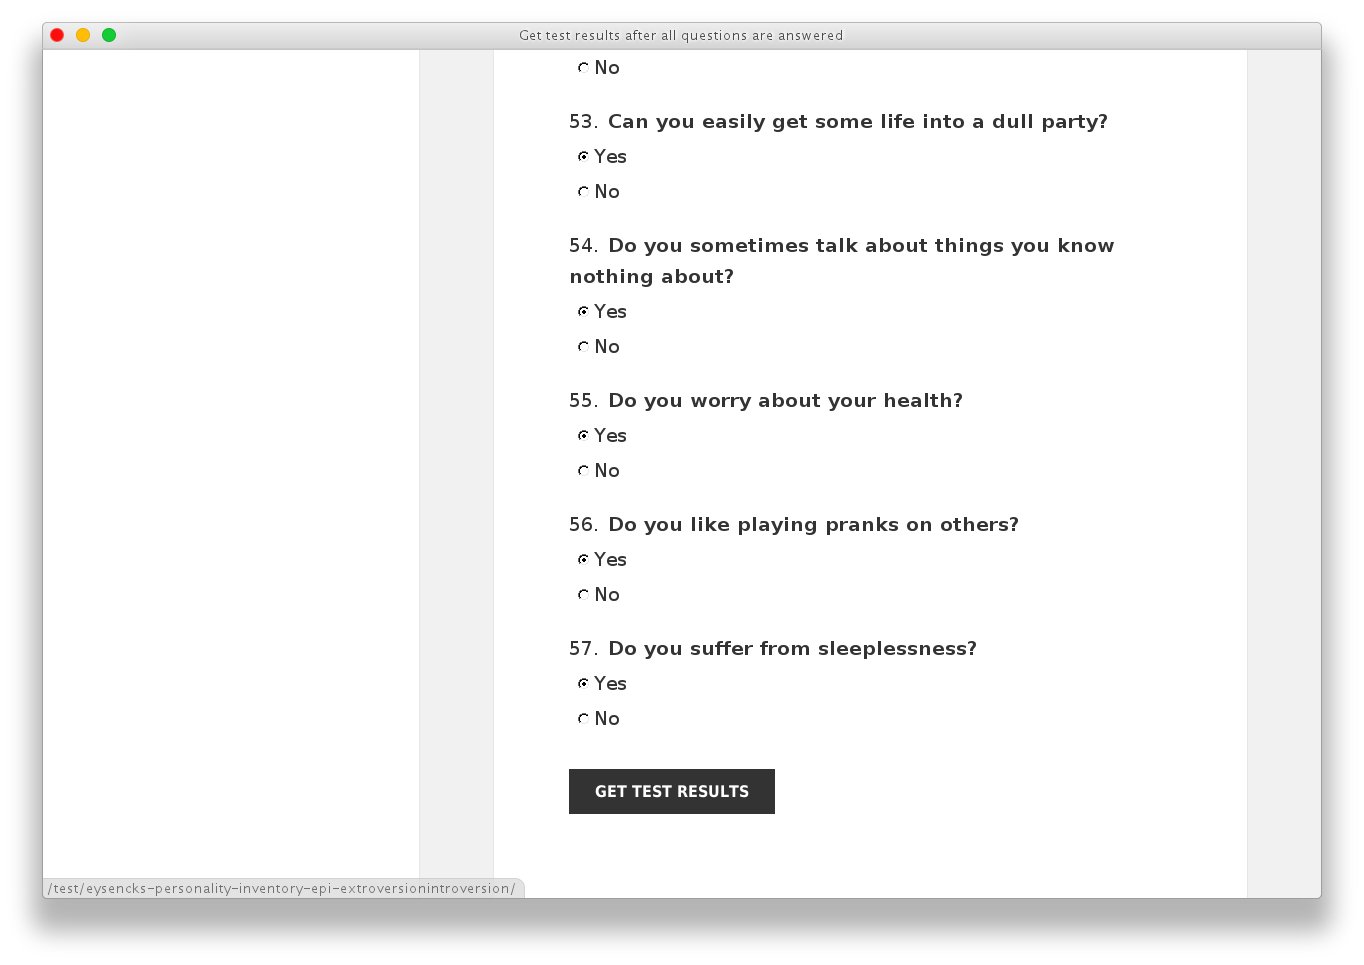 Get test results after all questions are answered
No
53. Can you easily get some life into a dull party?
Yes
No
54. Do you sometimes talk about things you know
nothing about?
Yes
No
55. Do you worry about your health?
Yes
No
56. Do you like playing pranks on others?
Yes
No
57. Do you suffer from sleeplessness?
Yes
No
GET TEST RESULTS
/test/eysencks-personality-inventory-epi-extroversionintroversion/